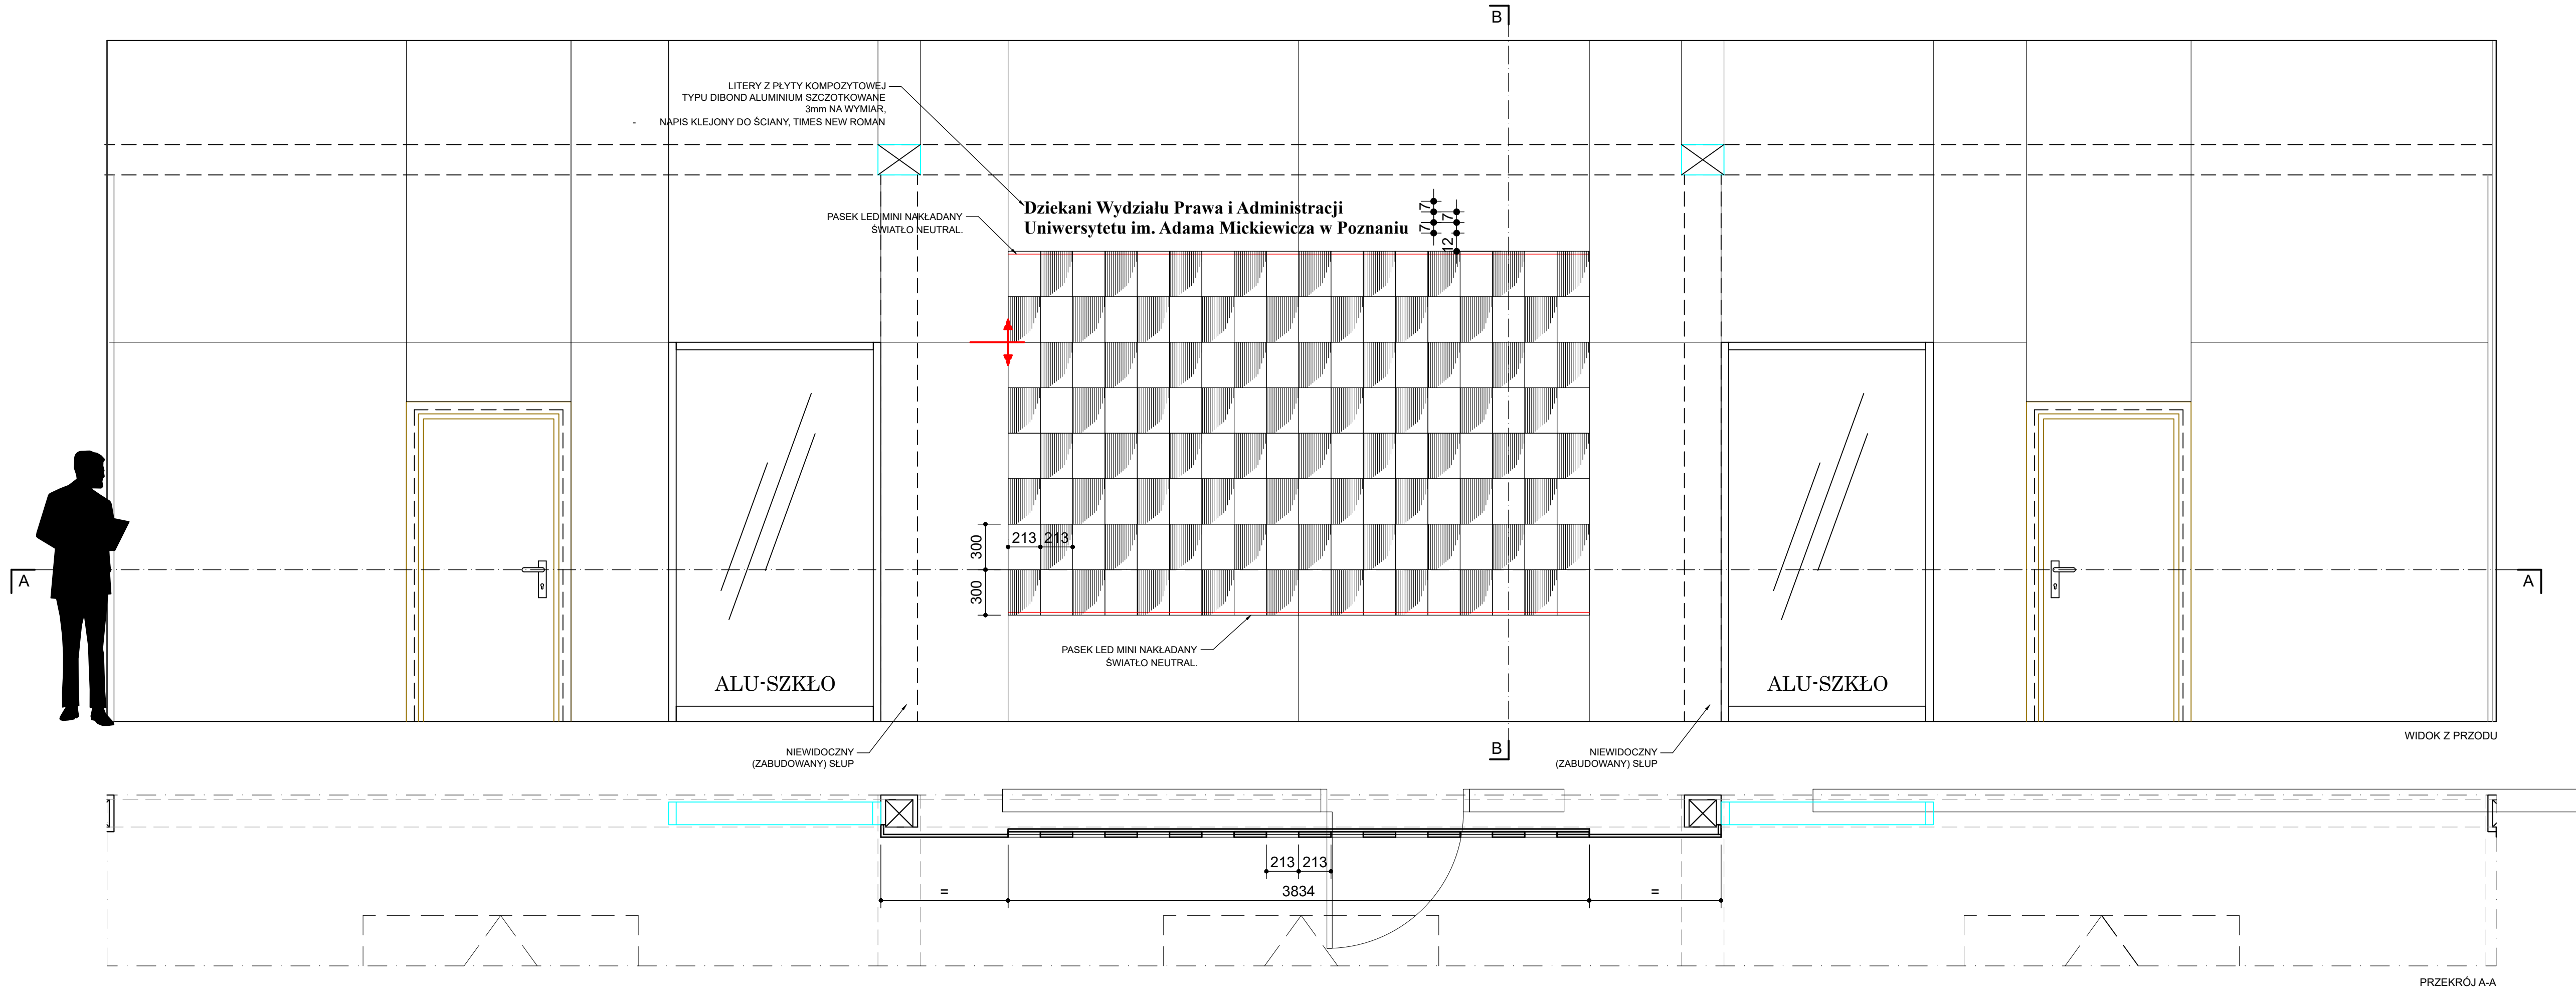 B
LITERY Z PŁYTY KOMPOZYTOWEJ
TYPU DIBOND ALUMINIUM SZCZOTKOWANE
3mm NA WYMIAR,
- NAPIS KLEJONY DO ŚCIANY, TIMES NEW ROMAN
PASEK LED MINI NAKŁADANY
ŚWIATŁO NEUTRAL.
Dziekani Wydziału Prawa i Administracji
Uniwersytetu im. Adama Mickiewicza w Poznaniu
7
7
7
12
300
213
213
300
A
A
PASEK LED MINI NAKŁADANY
ŚWIATŁO NEUTRAL.
ALU-SZKŁO
ALU-SZKŁO
NIEWIDOCZNY
(ZABUDOWANY) SŁUP
B
NIEWIDOCZNY
(ZABUDOWANY) SŁUP
WIDOK Z PRZODU
213
213
=
3834
=
PRZEKRÓJ A-A